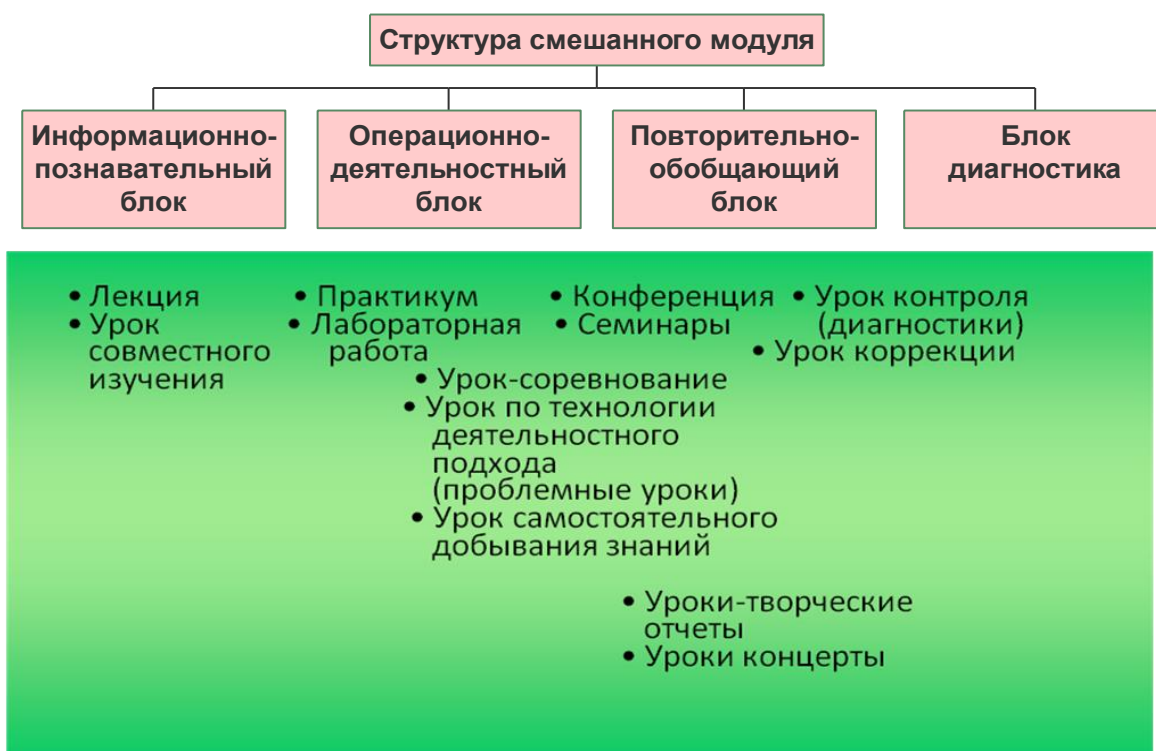 Структура смешанного модуля
Информационно-
познавательный
блок
Операционно-
деятельностный
блок
Повторительно-
обобщающий
блок
Блок
диагностика
• Лекция
• Урок
совместного
изучения
• Практикум
• Лабораторная
работа
• Конференция
• Семинары
• Урок контроля
(диагностики)
• Урок коррекции
• Урок-соревнование
• Урок по технологии
деятельностного
подхода
(проблемные уроки)
• Урок самостоятельного
добывания знаний
• Уроки-творческие
отчеты
• Уроки концерты